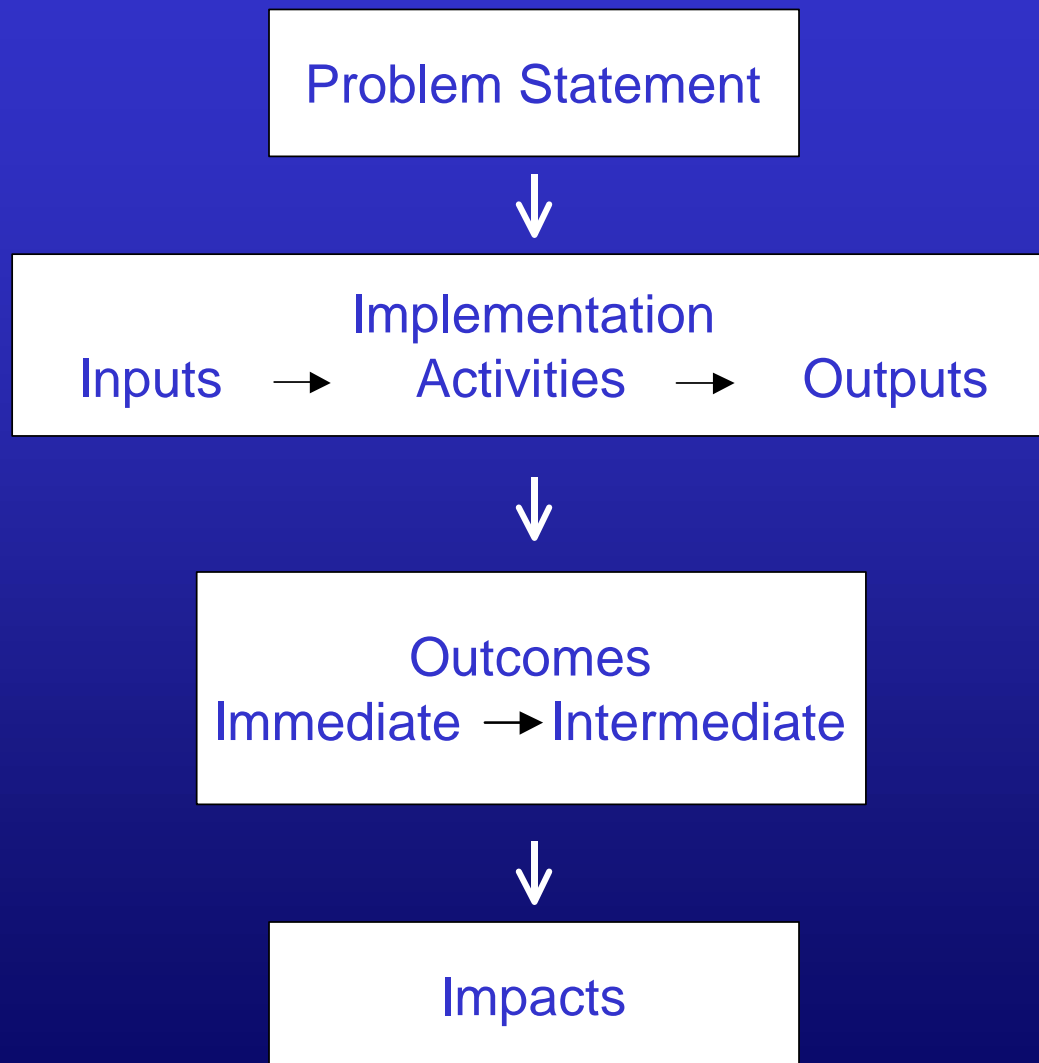 Problem Statement
Implementation
Inputs Activities Outputs
Outcomes
Immediate Intermediate
Impacts